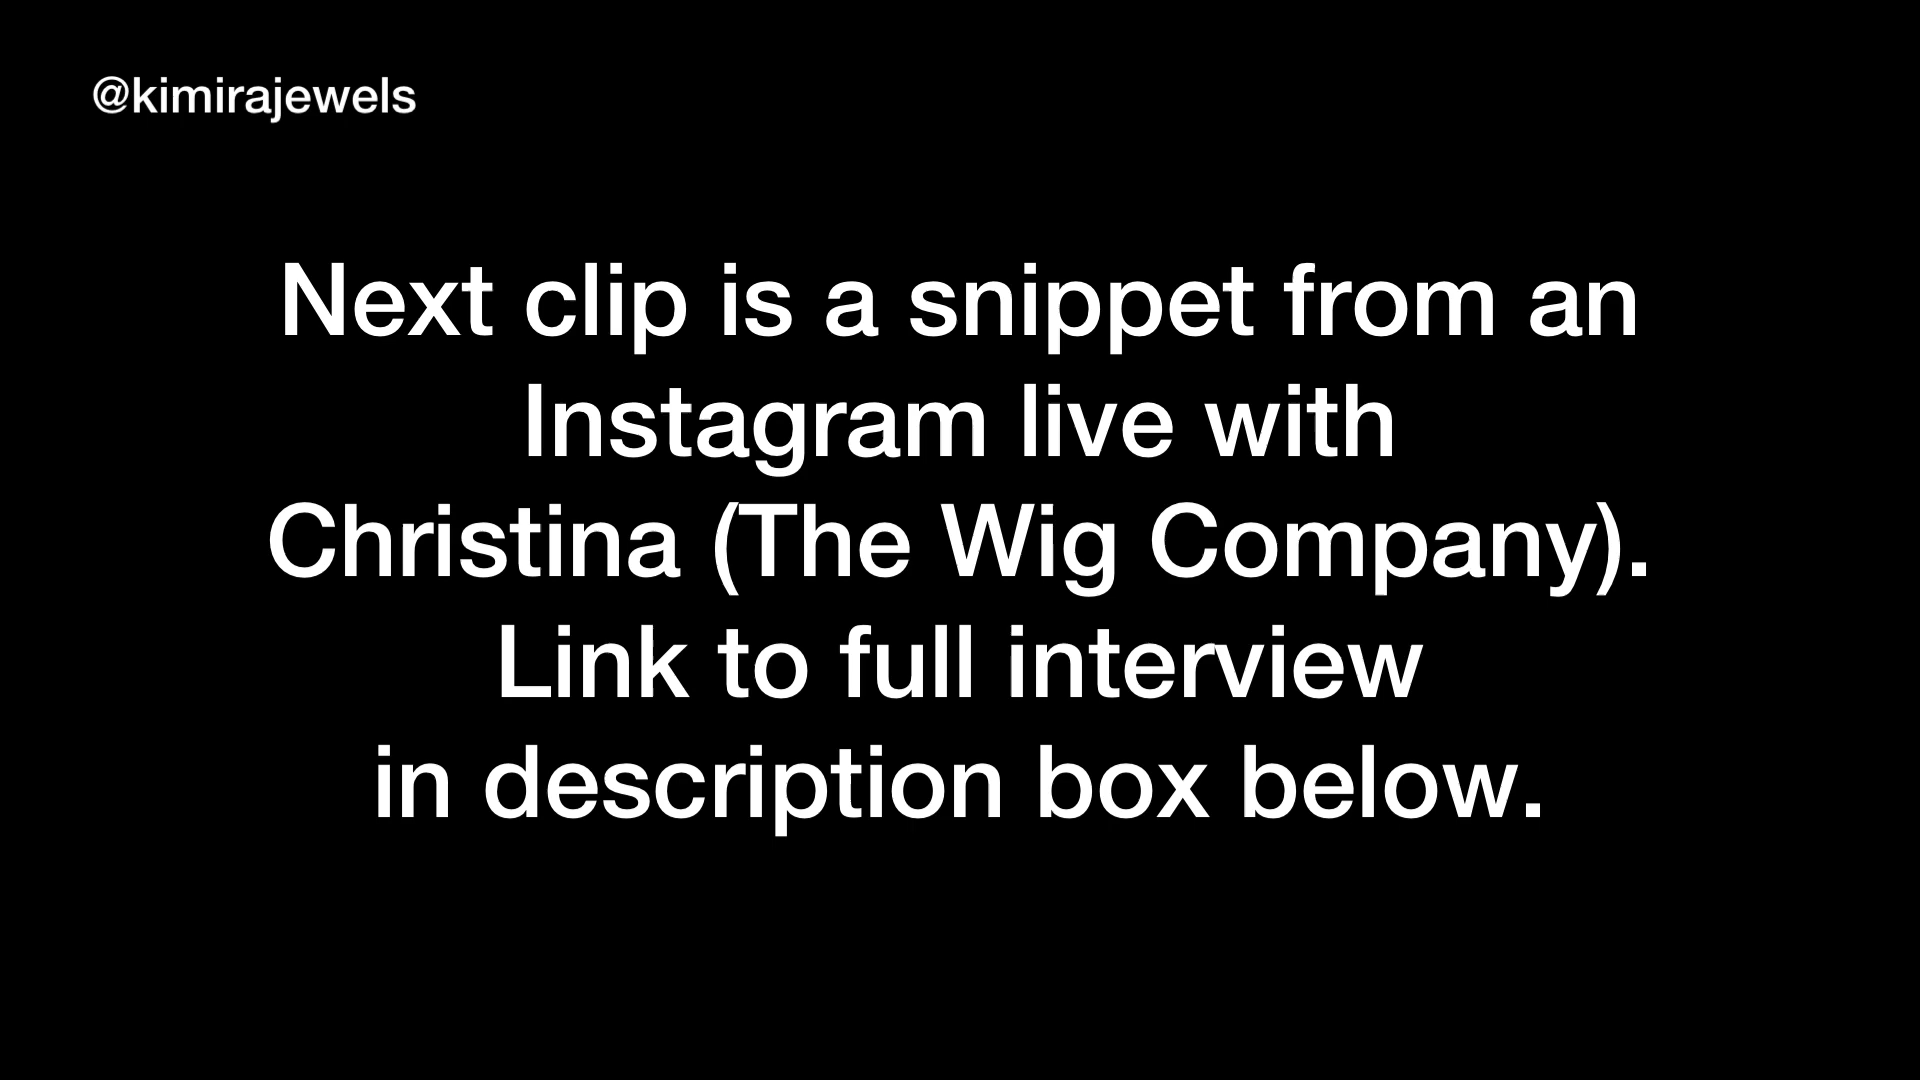 @kimirajewels
Next clip is a snippet from an
Instagram live with
Christina (The Wig Company).
Link to full interview
in description box below.